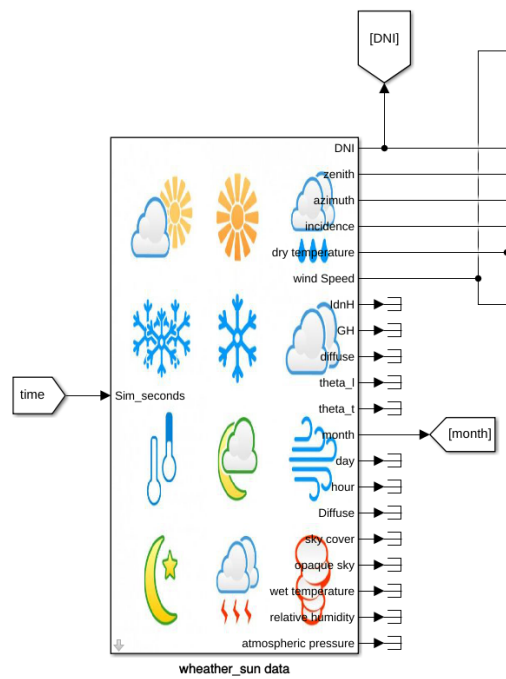 [DNI]
DNI
zenith
azimuth
incidence
dry temperature
wind Speed
IdnH
GH
diffuse
theta_l
time
Sim_seconds
theta_t
month
[month]
day
hour
Diffuse
sky cover
opaque sky
wet temperature
relative humidity
atmospheric pressure
wheather_sun data